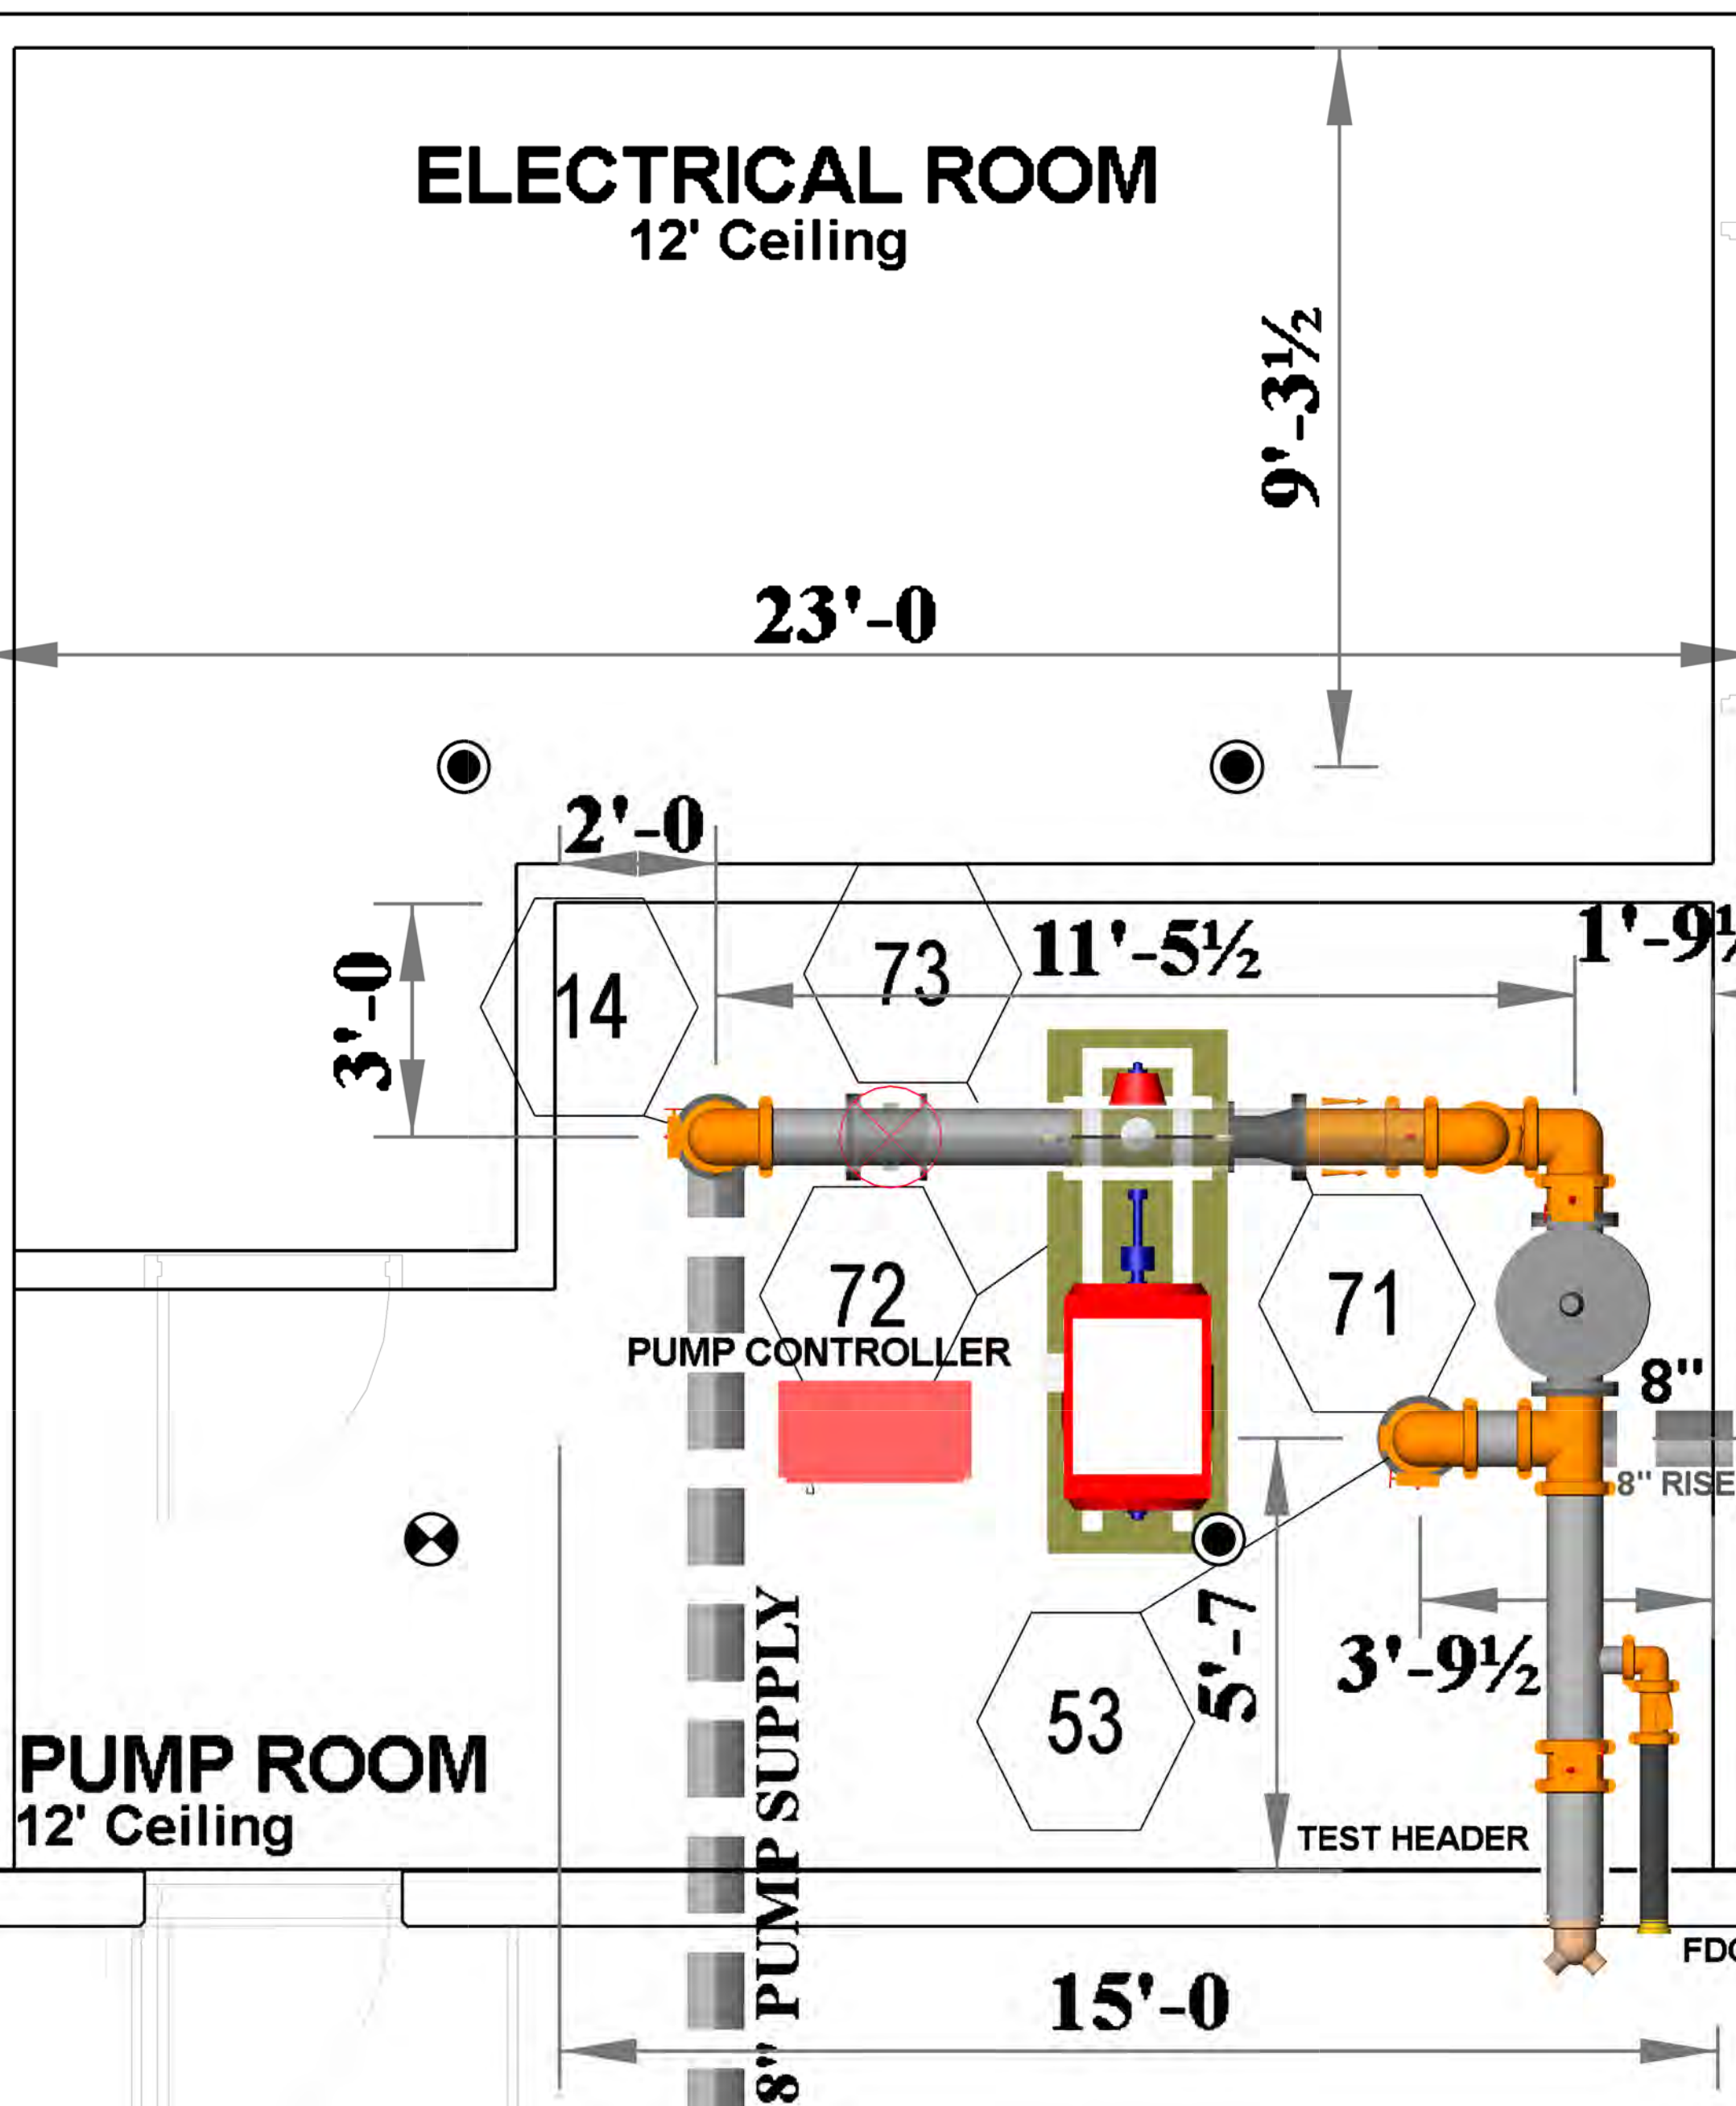 ELECTRICAL ROOM
12' Ceiling
9'-3½
23'-0
2'-0
3'-0
14
73
11'-5½
72
71
PUMP CONTROLLER
8"
53
5'-7
3'-9½
8" PUMP SUPPLY
PUMP ROOM
12' Ceiling
TEST HEADER
15'-0